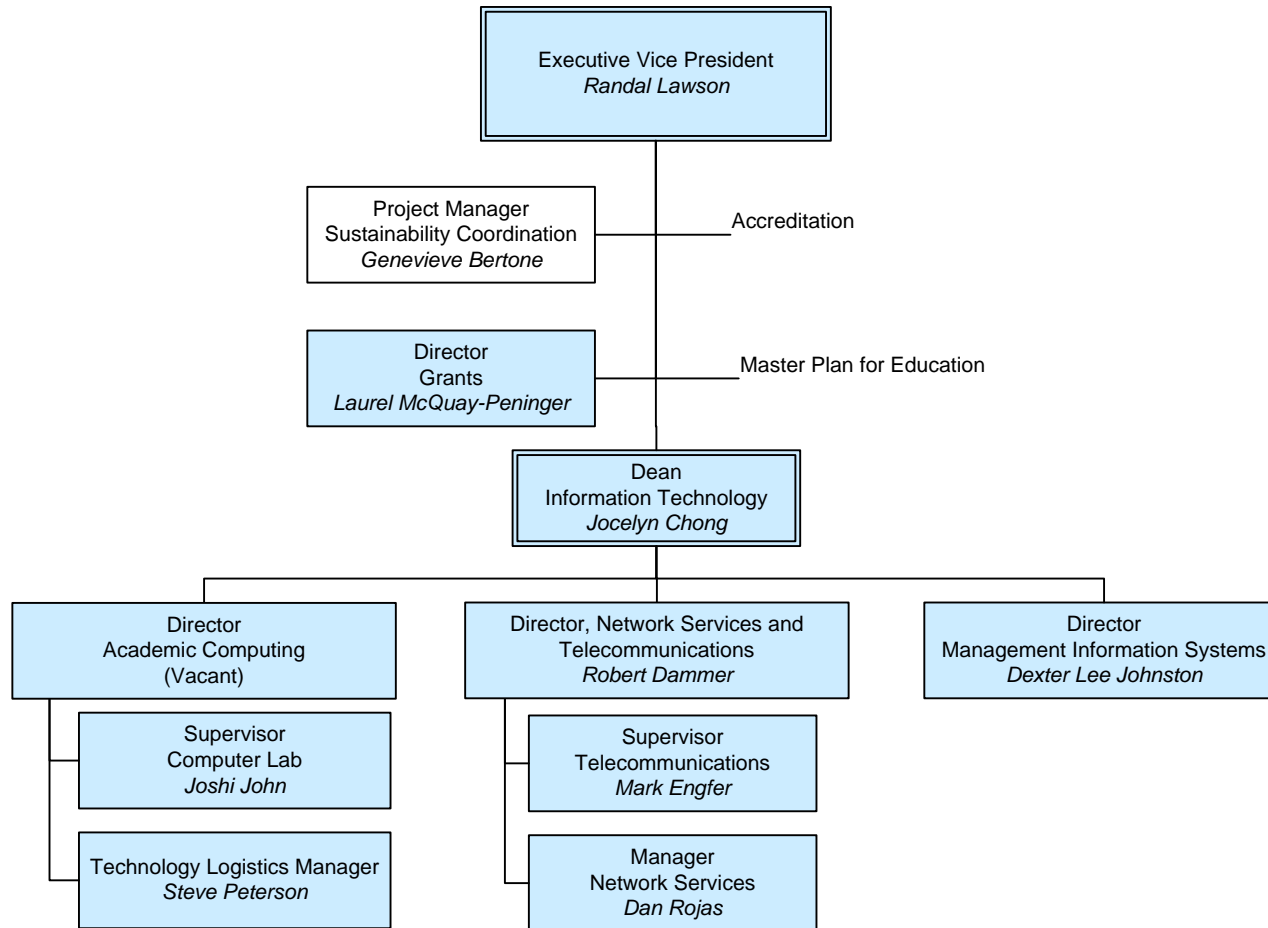 Executive Vice President
Randal Lawson
Project Manager
Sustainability Coordination
Genevieve Bertone
Accreditation
Director
Grants
Laurel McQuay-Peninger
Master Plan for Education
Dean
Information Technology
Jocelyn Chong
Director
Academic Computing
(Vacant)
Director, Network Services and
Telecommunications
Robert Dammer
Director
Management Information Systems
Dexter Lee Johnston
Supervisor
Computer Lab
Joshi John
Supervisor
Telecommunications
Mark Engfer
Technology Logistics Manager
Steve Peterson
Manager
Network Services
Dan Rojas